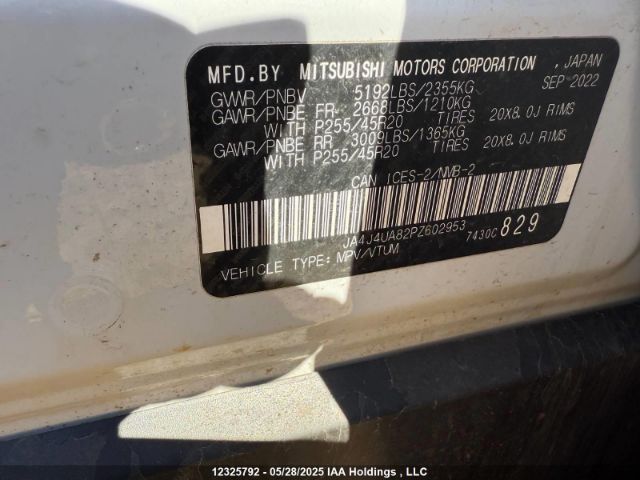 MFD.BY MITSUBISHI MOTORS CORPORATION , JAPAN
GVWR/PNBV 5192LBS/2355KG SEP 2022
GAWR/PNBE FR- 2668LBS/1210KG
WITH P255/45R20 TIRES 20X8.0J RIMS
GAWR/PNBE RR 3009LBS/1365KG
WITH P255/45R20 TIRES 20X8.0J RIMS
CAN ICES-2/NMB-2
JA4J4UA82PZ602953 7430C 829
VEHICLE TYPE: MPV/VTUM
12325792 - 05/28/2025 IAA Holdings , LLC